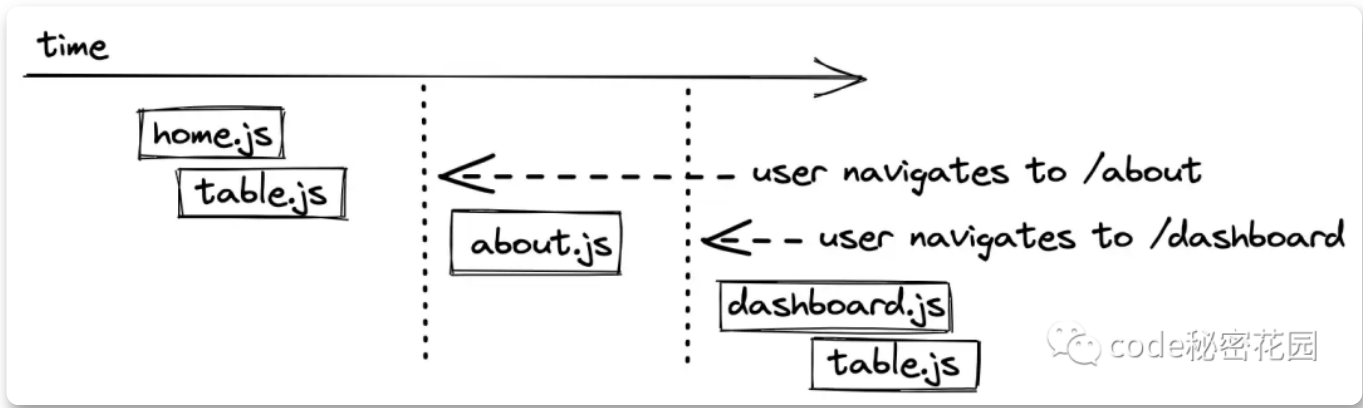 time
home.js
table.js
user navigates to /about
about.js
user navigates to /dashboard
dashboard.js
table.js
code秘密花园